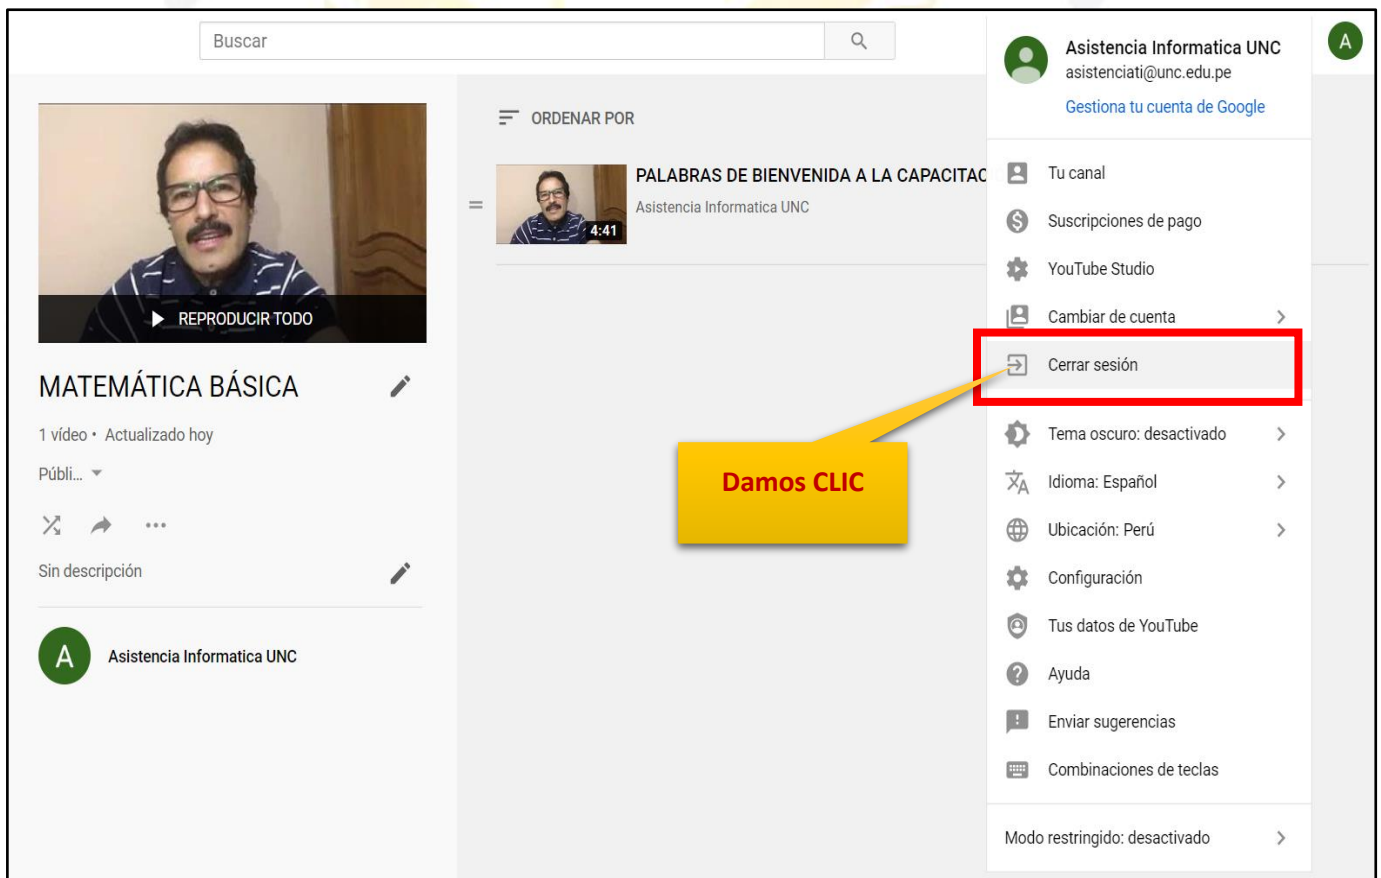 Buscar
Asistencia Informatica UNC
asistenciati@unc.edu.pe
Gestiona tu cuenta de Google
A
REPRODUCIR TODO
MATEMÁTICA BÁSICA
1 vídeo • Actualizado hoy
Públi...
Sin descripción
A
Asistencia Informatica UNC
ORDENAR POR
PALABRAS DE BIENVENIDA A LA CAPACITAC
Asistencia Informatica UNC
4:41
Damos CLIC
Tu canal
Suscripciones de pago
YouTube Studio
Cambiar de cuenta
Cerrar sesión
Tema oscuro: desactivado
Idioma: Español
Ubicación: Perú
Configuración
Tus datos de YouTube
Ayuda
Enviar sugerencias
Combinaciones de teclas
Modo restringido: desactivado